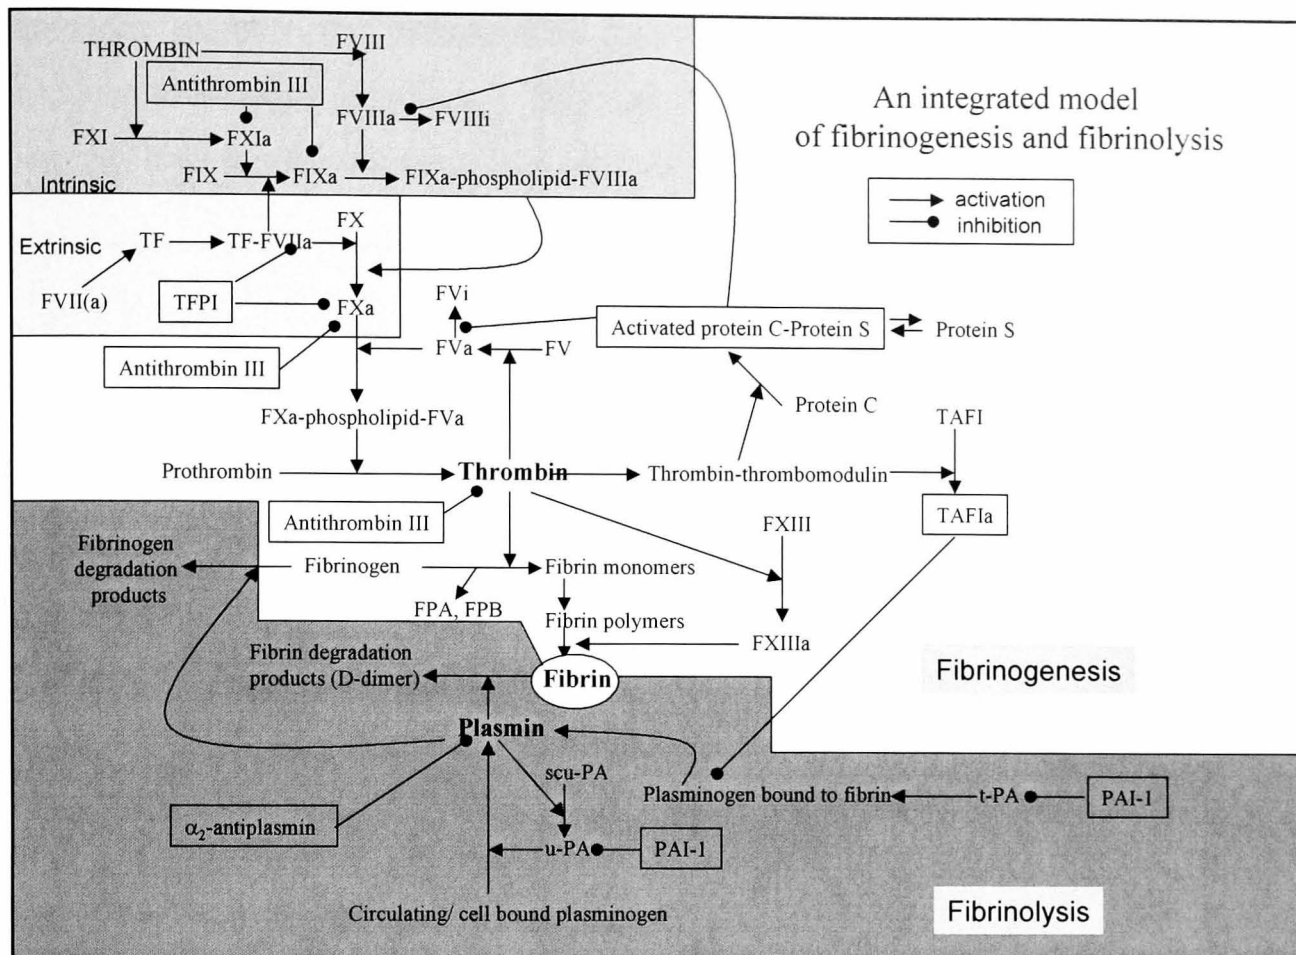 An integrated model
of fibrinogenesis and fibrinolysis
activation
inhibition
THROMBIN
FVIII
Antithrombin III
FVIIIa
FVIIIi
FXI
FXIa
FIX
FIXa
FIXa-phospholipid-FVIIIa
Intrinsic
Extrinsic
TF
TF-FVIIa
FX
FVII(a)
TFPI
FXa
FVi
Activated protein C-Protein S
Protein S
Antithrombin III
FVa
FV
Protein C
FXa-phospholipid-FVa
TAFI
Prothrombin
Thrombin
Thrombin-thrombomodulin
Antithrombin III
FXIII
TAFIa
Fibrinogen
degradation
products
Fibrinogen
Fibrin monomers
FPA, FPB
Fibrin polymers
FXIIIa
Fibrin degradation
products (D-dimer)
Fibrin
Fibrinogenesis
Plasmin
scu-PA
Plasminogen bound to fibrin
t-PA
PAI-1
α₂-antiplasmin
u-PA
PAI-1
Circulating/ cell bound plasminogen
Fibrinolysis